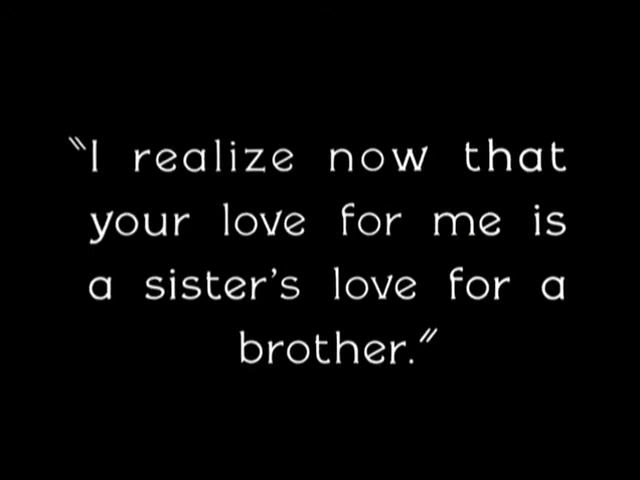 "I realize now that
your love for me is
a sister's love for a
brother."